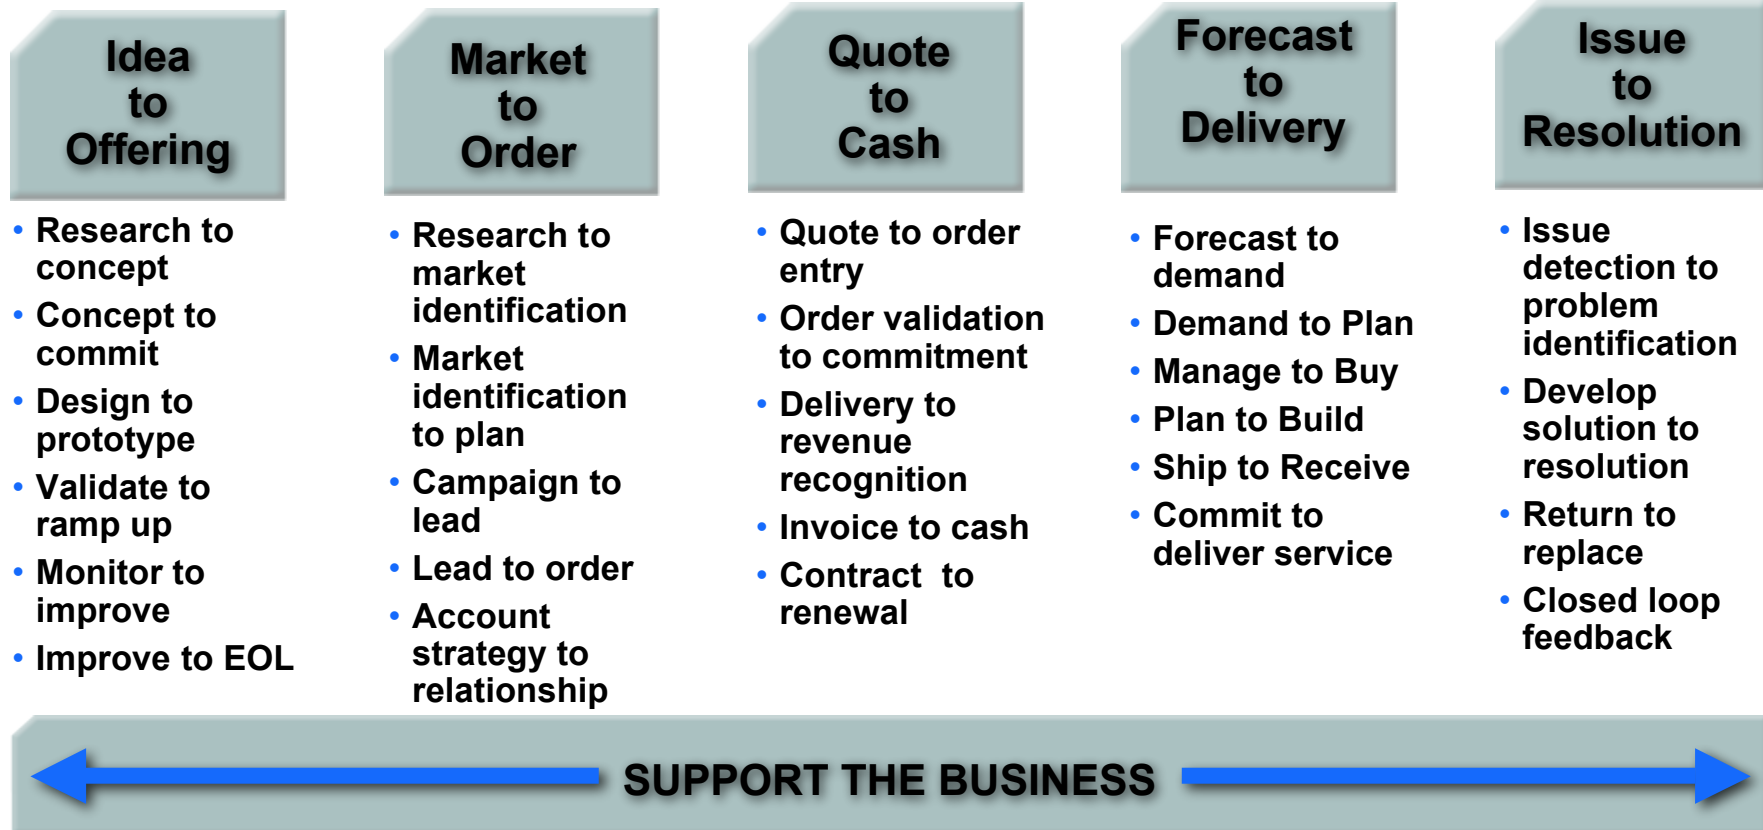 Idea
to
Offering
• Research to
concept
• Concept to
commit
• Design to
prototype
• Validate to
ramp up
• Monitor to
improve
• Improve to EOL
Market
to
Order
• Research to
market
identification
• Market
identification
to plan
• Campaign to
lead
• Lead to order
• Account
strategy to
relationship
Quote
to
Cash
• Quote to order
entry
• Order validation
to commitment
• Delivery to
revenue
recognition
• Invoice to cash
• Contract  to
renewal
Forecast
to
Delivery
• Forecast to
demand
• Demand to Plan
• Manage to Buy
• Plan to Build
• Ship to Receive
• Commit to
deliver service
Issue
to
Resolution
• Issue
detection to
problem
identification
• Develop
solution to
resolution
• Return to
replace
• Closed loop
feedback
SUPPORT THE BUSINESS